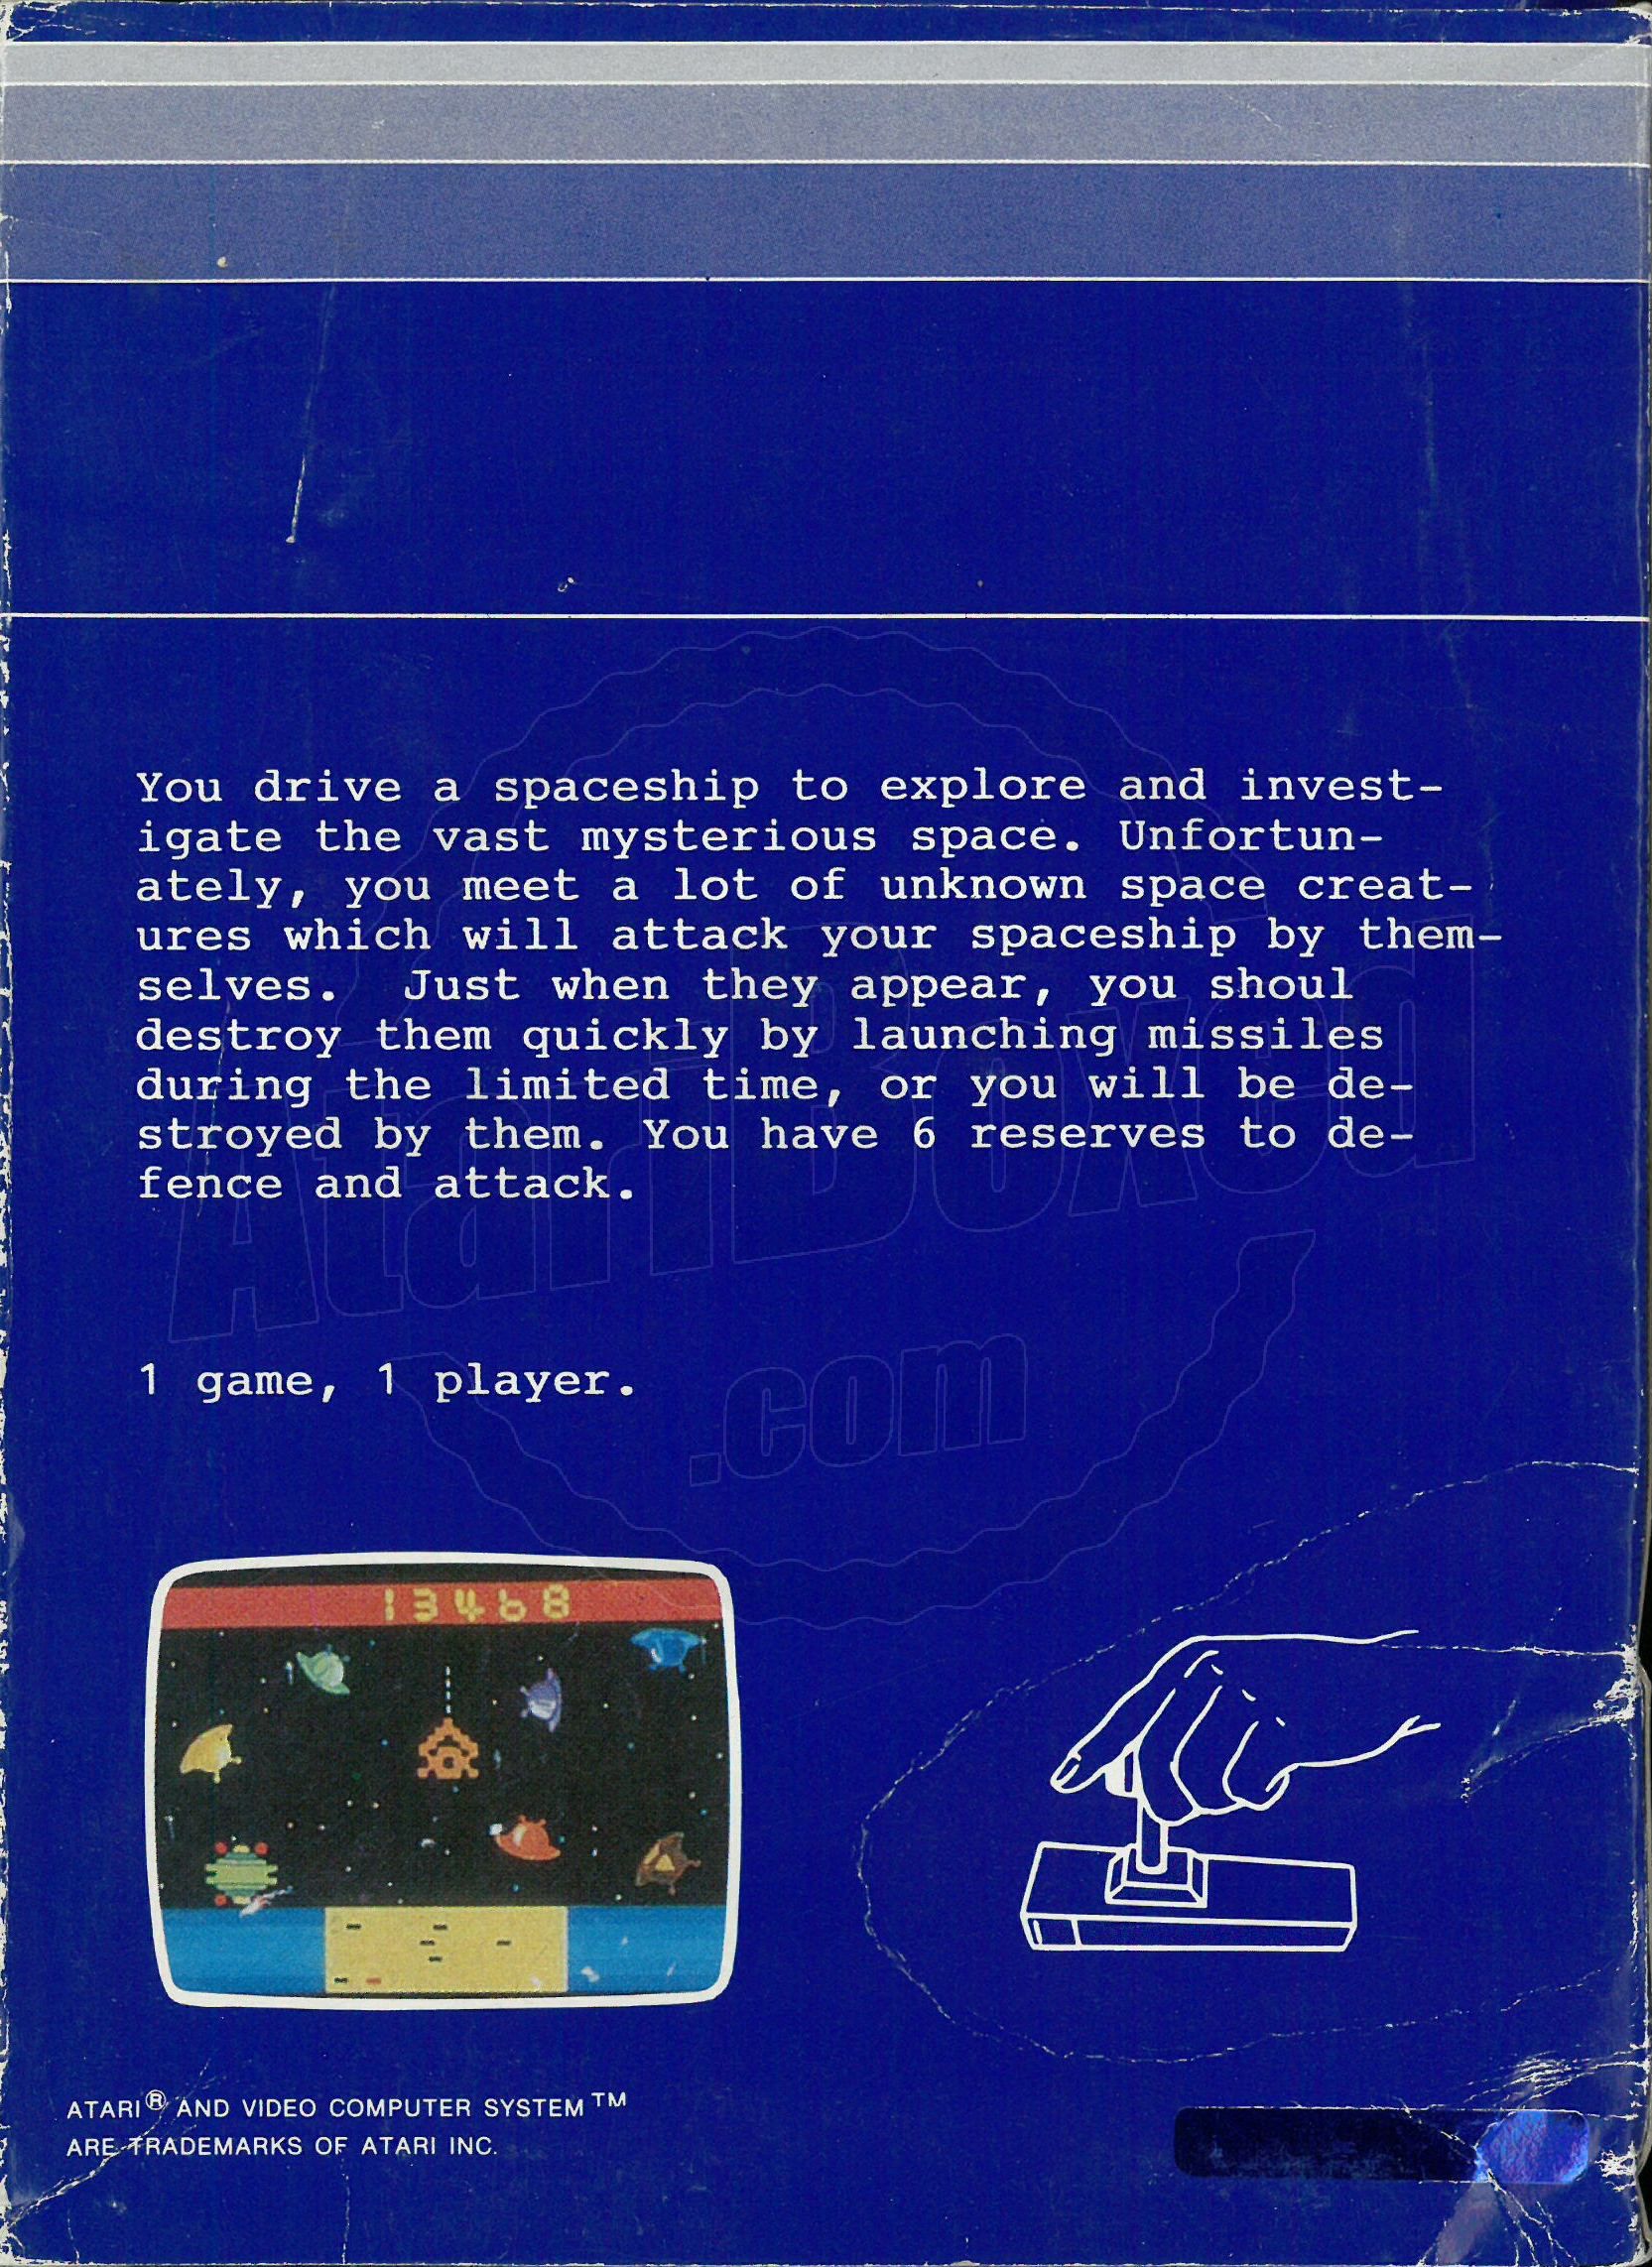 You drive a spaceship to explore and invest-
igate the vast mysterious space. Unfortun-
ately, you meet a lot of unknown space creat-
ures which will attack your spaceship by them-
selves. Just when they appear, you shoul
destroy them quickly by launching missiles
during the limited time, or you will be de-
stroyed by them. You have 6 reserves to de-
fence and attack.
AtariBoxed
.com
1 game, 1 player.
13468
ATARI® AND VIDEO COMPUTER SYSTEM™
ARE TRADEMARKS OF ATARI INC.